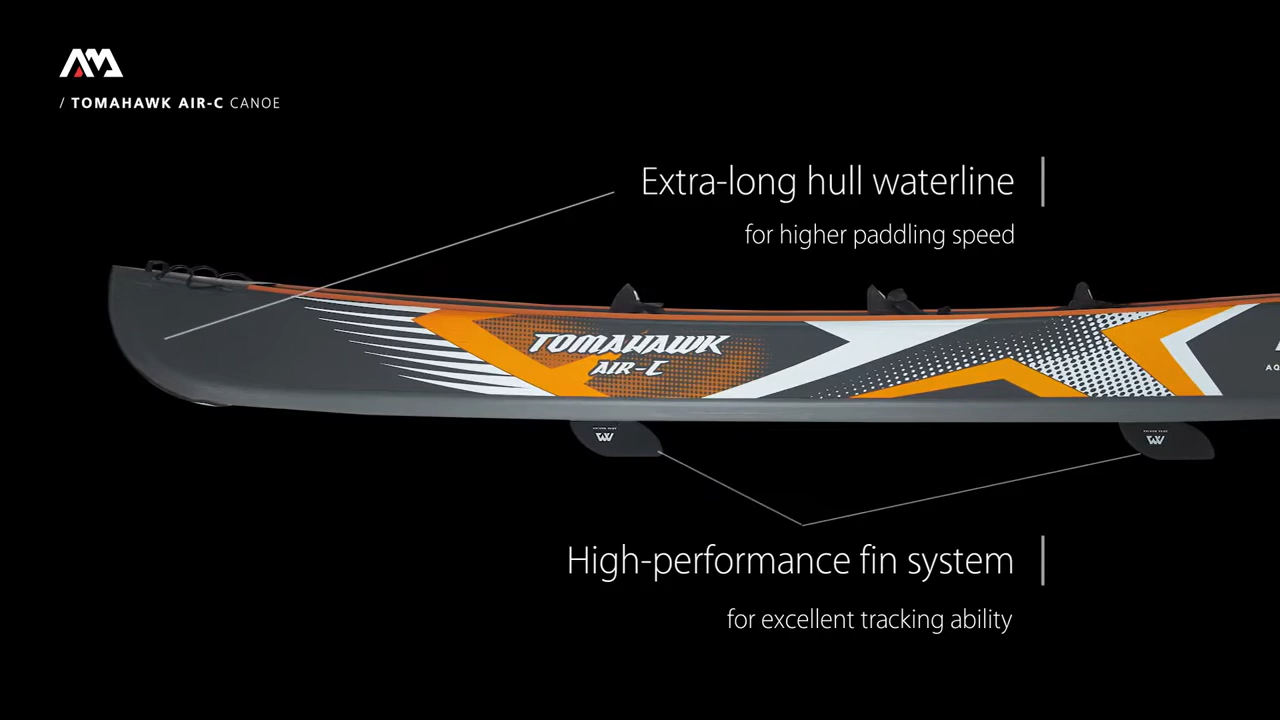 / TOMAHAWK AIR-C CANOE
Extra-long hull waterline
for higher paddling speed
TOMAHAWK
AIR-C
AQ
High-performance fin system
for excellent tracking ability